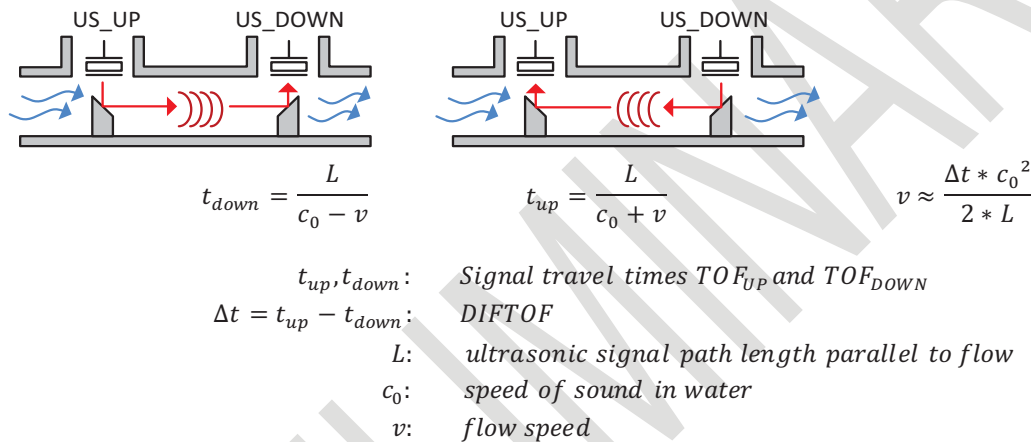 US_UP US_DOWN US_UP US_DOWN
t_down = L / (c_0 − v) t_up = L / (c_0 + v) v ≈ (Δt * c_0^2) / (2 * L)
t_up, t_down: Signal travel times TOF_UP and TOF_DOWN
Δt = t_up − t_down: DIFTOF
L: ultrasonic signal path length parallel to flow
c_0: speed of sound in water
v: flow speed